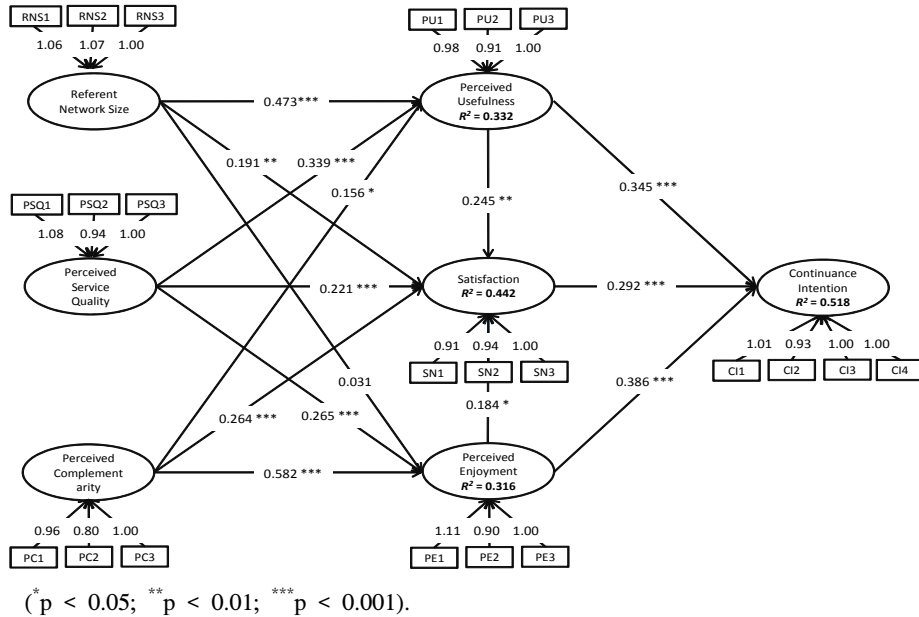 RNS1 RNS2 RNS3
1.06 1.07 1.00
Referent
Network Size
PU1 PU2 PU3
0.98 0.91 1.00
Perceived
Usefulness
R² = 0.332
0.473***
0.191 **
0.339 ***
0.156 *
0.245 **
0.345 ***
PSQ1 PSQ2 PSQ3
1.08 0.94 1.00
Perceived
Service
Quality
0.221 ***
Satisfaction
R² = 0.442
0.292 ***
Continuance
Intention
R² = 0.518
0.91 0.94 1.00
SN1 SN2 SN3
1.01 0.93 1.00 1.00
CI1 CI2 CI3 CI4
0.031
0.264 ***
0.265 ***
0.184 *
0.386 ***
Perceived
Complement
arity
0.582 ***
Perceived
Enjoyment
R² = 0.316
0.96 0.80 1.00
PC1 PC2 PC3
1.11 0.90 1.00
PE1 PE2 PE3
(*p < 0.05; **p < 0.01; ***p < 0.001).